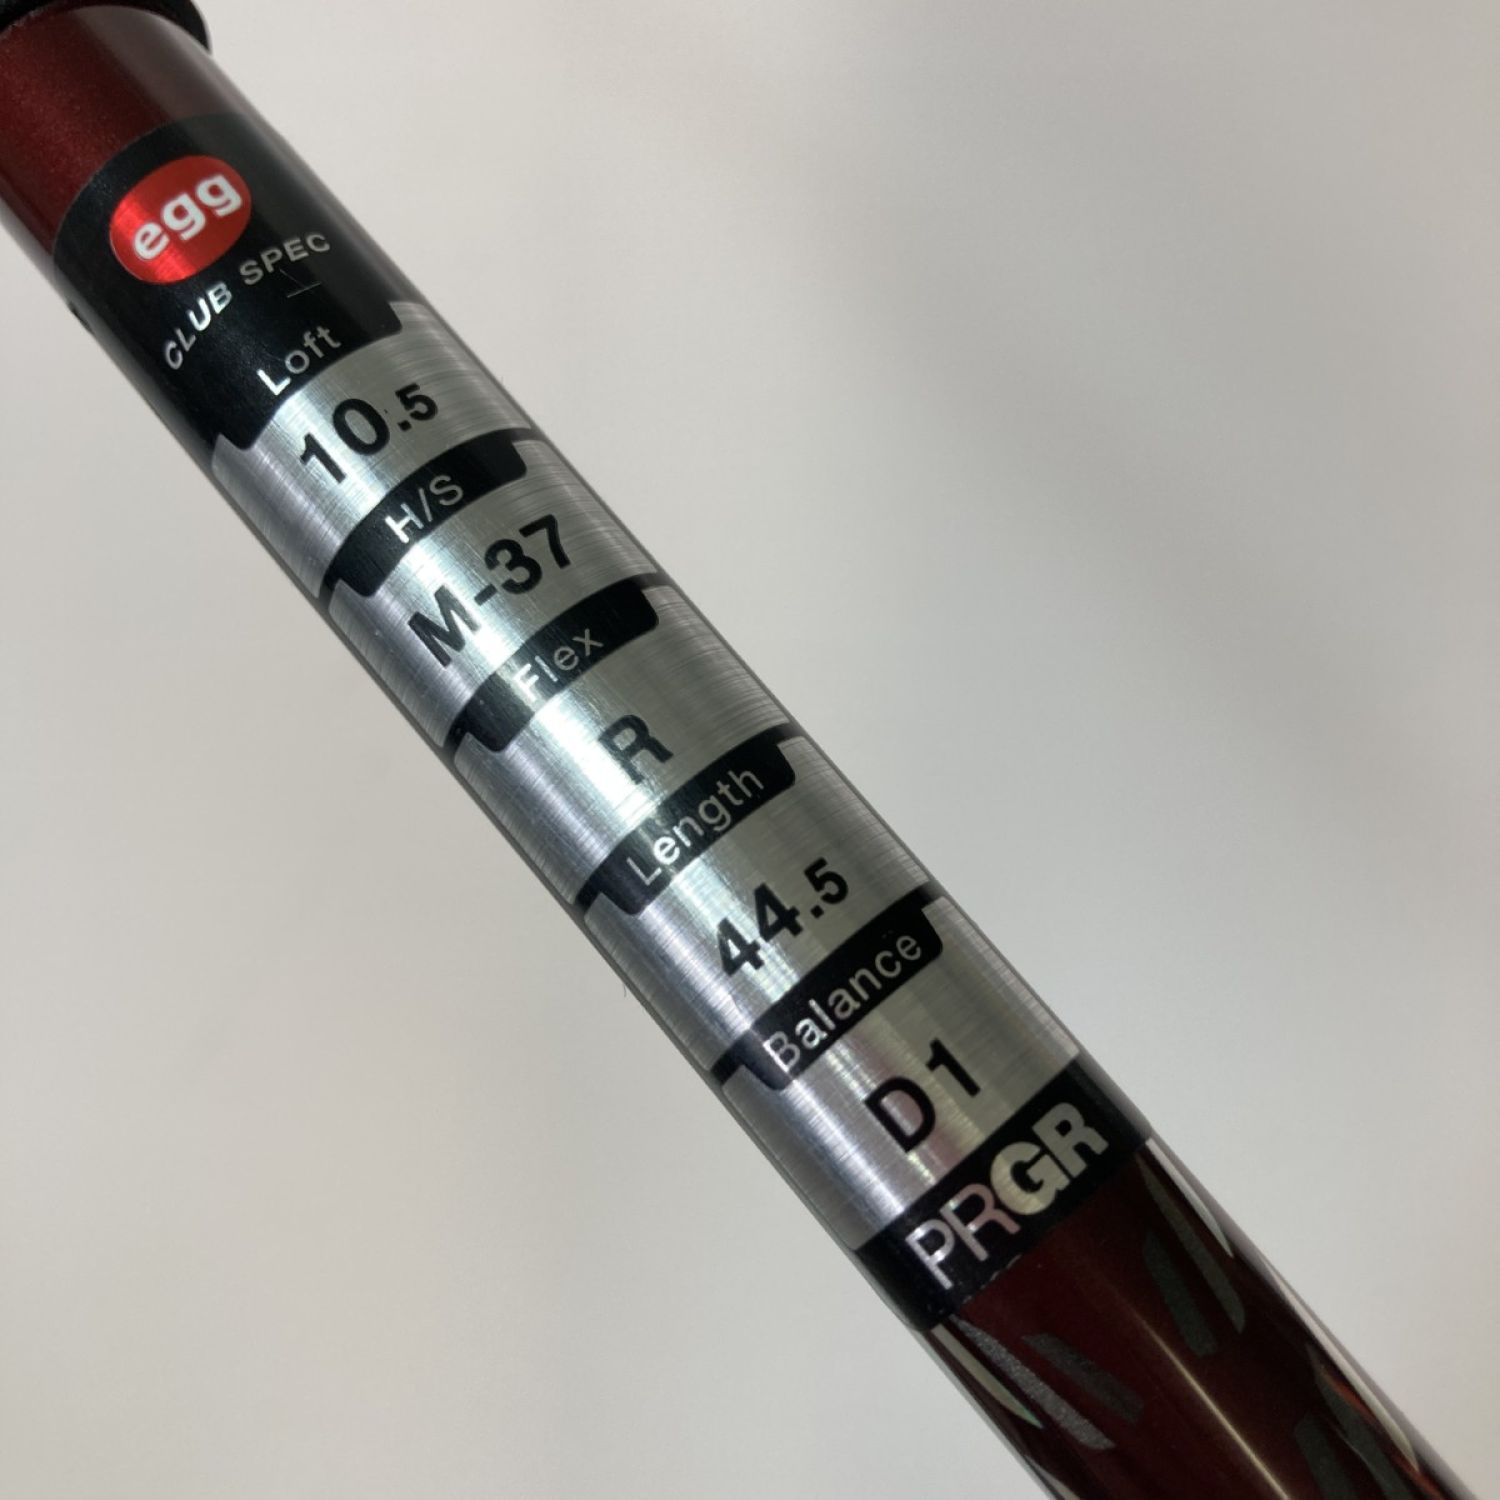 egg
CLUB SPEC
Loft
10.5
H/S
M-37
Flex
R
Length
44.5
Balance
D1
PRGR